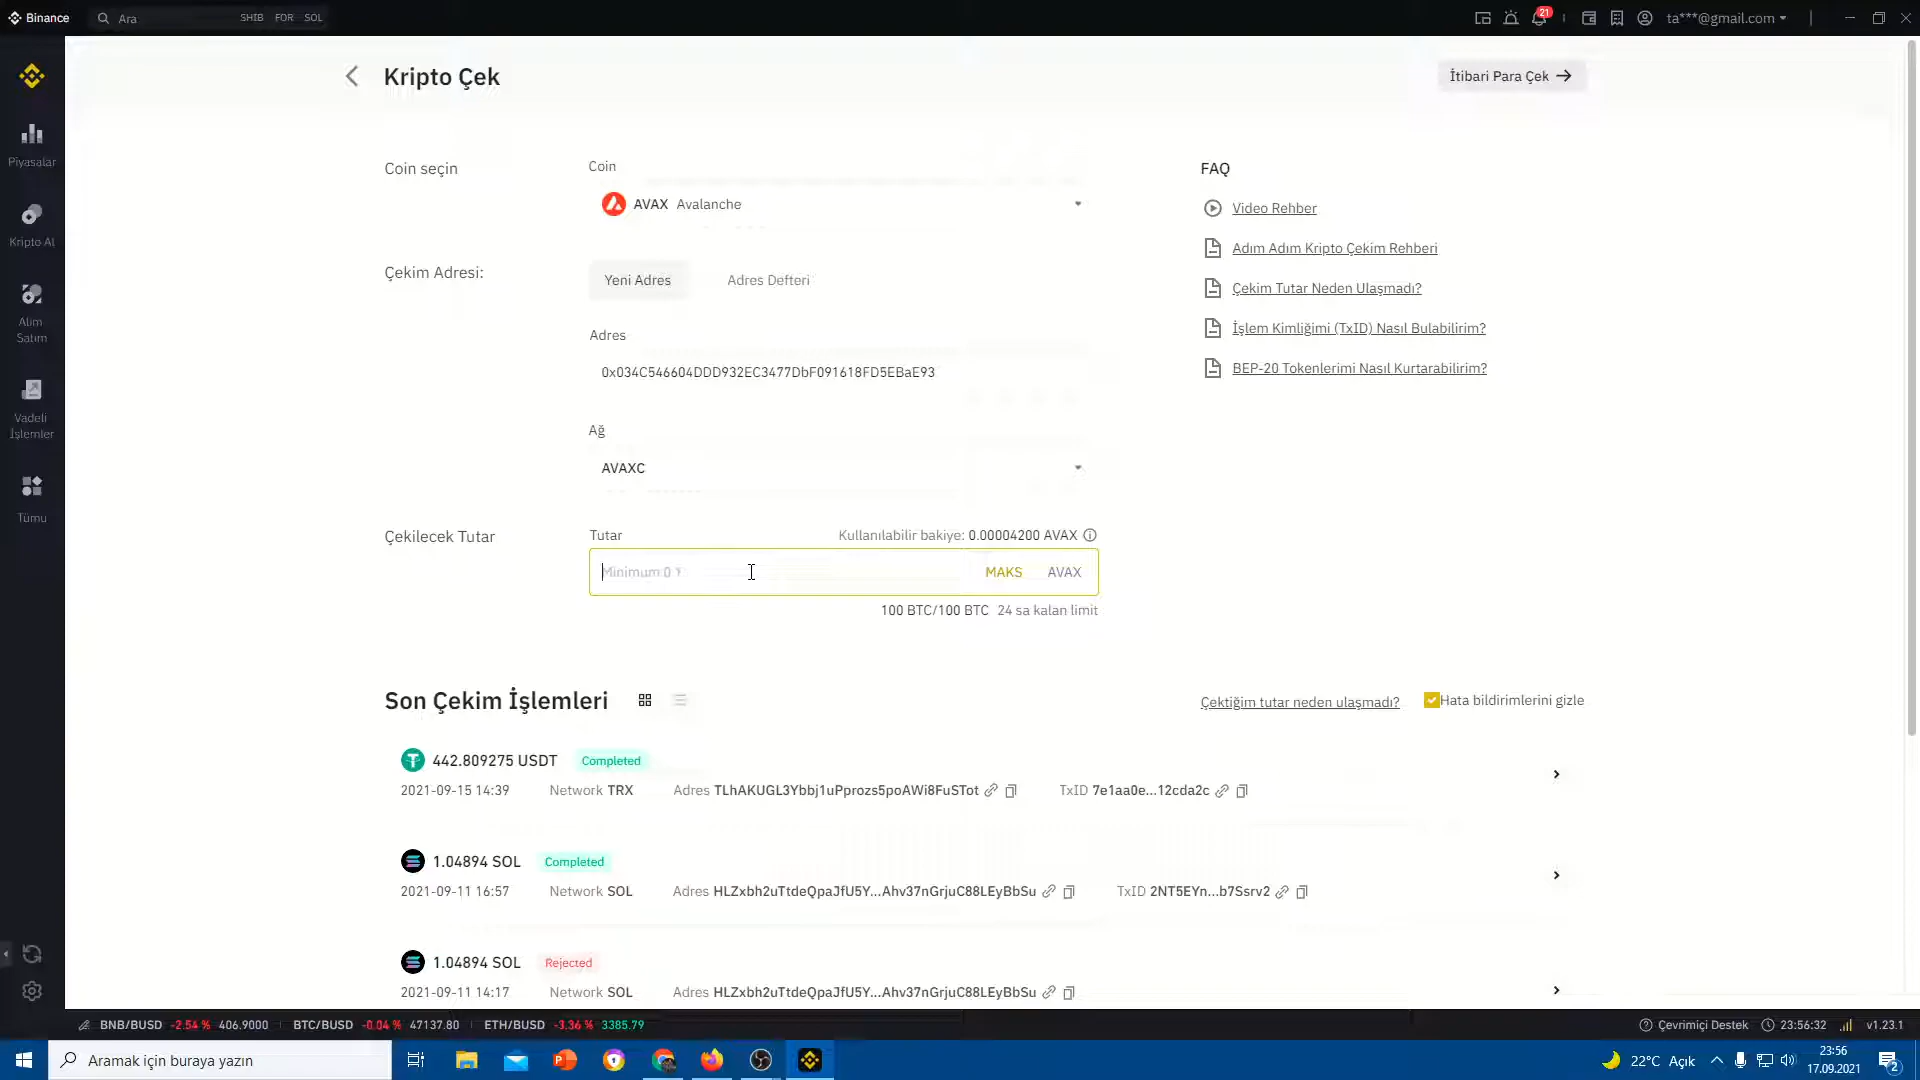 Binance
Ara
SHIB
FOR
SOL
21
ta***@gmail.com
Piyasalar
Kripto Al
Alım
Satım
Vadeli
İşlemler
Tümu
Kripto Çek
İtibari Para Çek
Coin seçin
Coin
AVAX Avalanche
Çekim Adresi:
Yeni Adres
Adres Defteri
Adres
0x034C546604DDD932EC3477DbF091618FD5EBaE93
Ağ
AVAXC
Çekilecek Tutar
Tutar
Kullanılabilir bakiye: 0.00004200 AVAX
Minimum 0
MAKS
AVAX
100 BTC/100 BTC 24 sa kalan limit
FAQ
Video Rehber
Adım Adım Kripto Çekim Rehberi
Çekim Tutar Neden Ulaşmadı?
İşlem Kimliğimi (TxID) Nasıl Bulabilirim?
BEP-20 Tokenlerimi Nasıl Kurtarabilirim?
Son Çekim İşlemleri
Çektiğim tutar neden ulaşmadı?
Hata bildirimlerini gizle
442.809275 USDT Completed
2021-09-15 14:39 Network TRX Adres TLhAKUGL3Ybbj1uPprozs5poAWi8FuSTot TxID 7e1aa0e...12cda2c
1.04894 SOL Completed
2021-09-11 16:57 Network SOL Adres HLZxbh2uTtdeQpaJfU5Y...Ahv37nGrjuC88LEyBbSu TxID 2NT5EYn...b7Ssrv2
1.04894 SOL Rejected
2021-09-11 14:17 Network SOL Adres HLZxbh2uTtdeQpaJfU5Y...Ahv37nGrjuC88LEyBbSu
BNB/BUSD -2.54 % 406.9000 BTC/BUSD -0.04 % 47137.80 ETH/BUSD -3.36 % 3385.79
Çevrimiçi Destek
23:56:32
v1.23.1
Aramak için buraya yazın
22°C Açık
23:56
17.09.2021
2